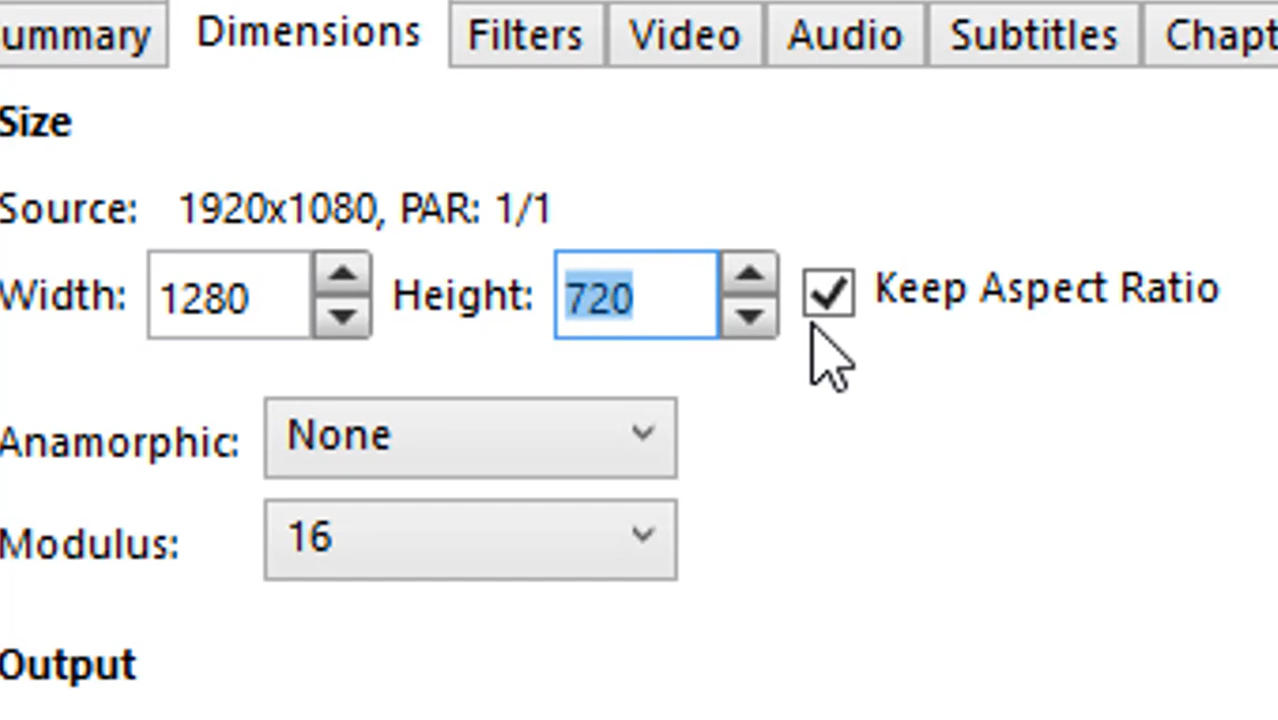 ummary Dimensions Filters Video Audio Subtitles Chapt
Size
Source: 1920x1080, PAR: 1/1
Width: 1280 Height: 720 Keep Aspect Ratio
Anamorphic: None
Modulus: 16
Output